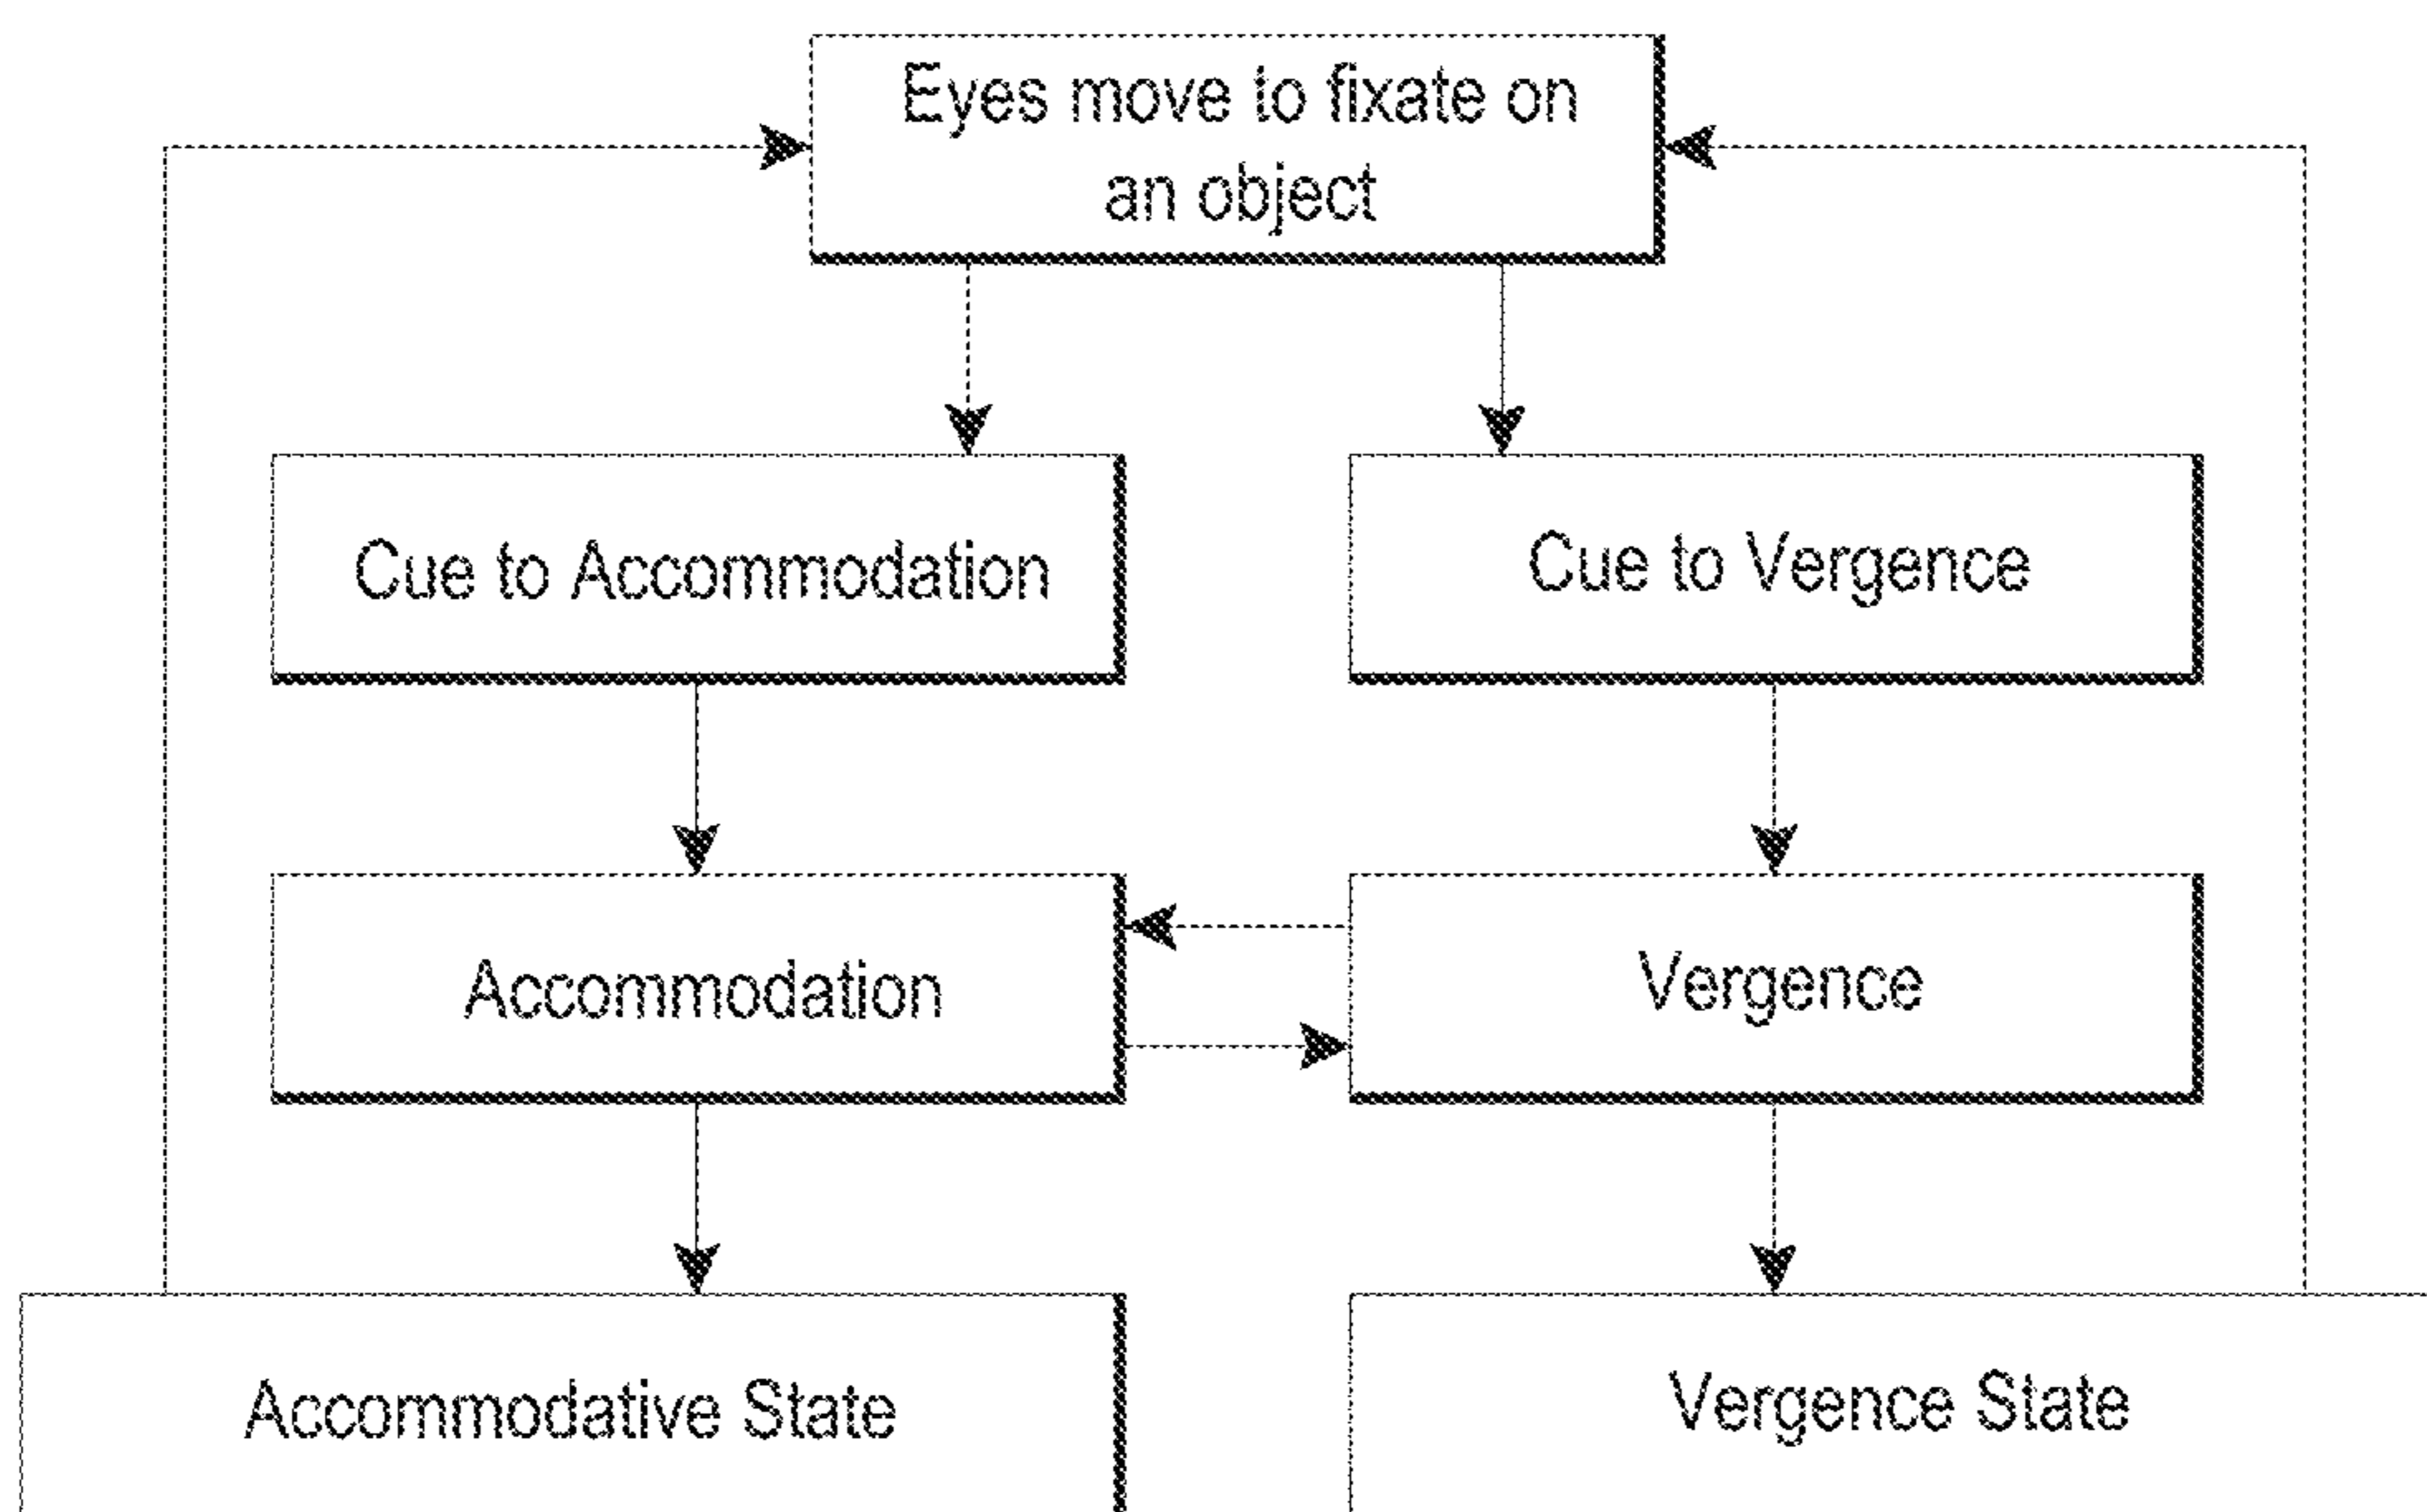 Eyes move to fixate on
an object
Cue to Accommodation
Cue to Vergence
Accommodation
Vergence
Accommodative State
Vergence State